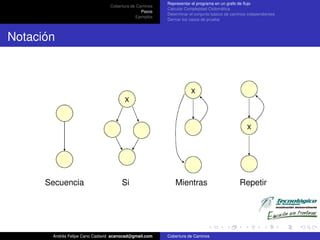 Cobertura de Caminos
Pasos
Ejemplos
Representar el programa en un grafo de flujo
Calcular Complejidad Ciclomática
Determinar el conjunto básico de caminos independientes
Derivar los casos de prueba
Notación
x
x
x
Secuencia
Si
Mientras
Repetir
Tecnológico
Andrés Felipe Cano Cadavid acanocad@gmail.com
Cobertura de Caminos